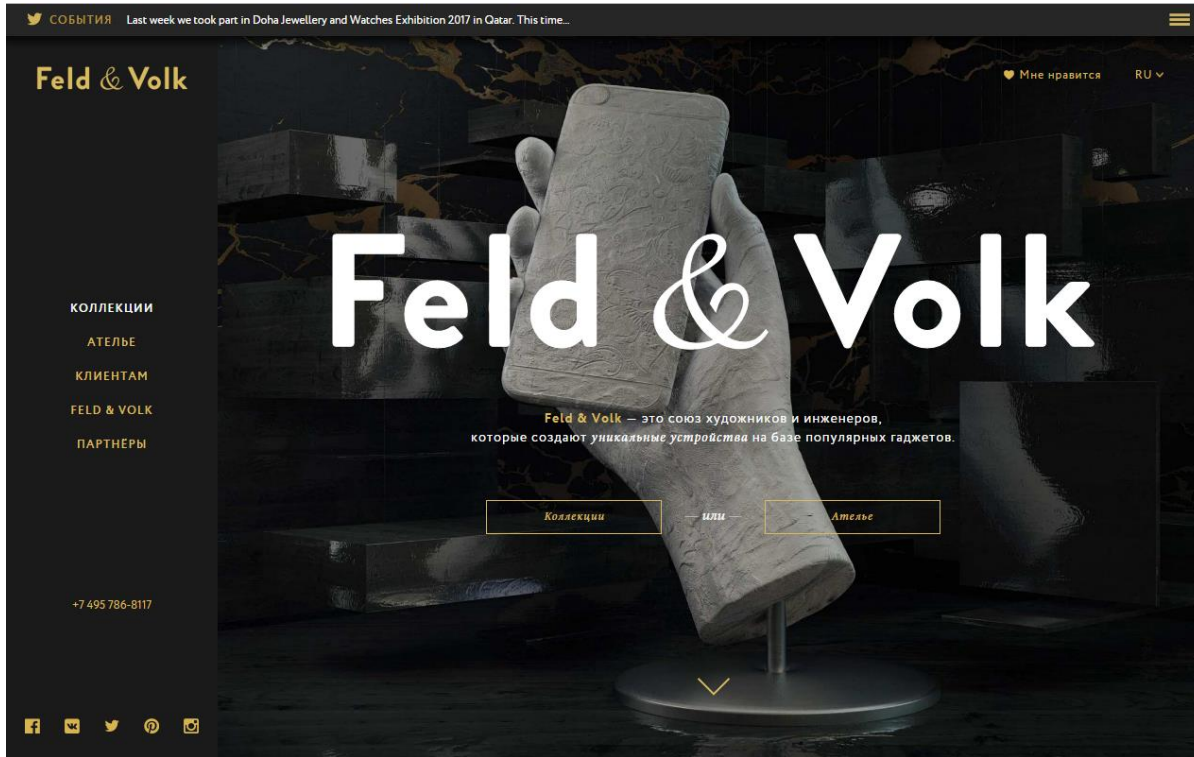 СОБЫТИЯ Last week we took part in Doha Jewellery and Watches Exhibition 2017 in Qatar. This time...
Feld & Volk
Мне нравится RU
Feld & Volk
КОЛЛЕКЦИИ
АТЕЛЬЕ
КЛИЕНТАМ
FELD & VOLK
ПАРТНЁРЫ
Feld & Volk — это союз художников и инженеров,
которые создают уникальные устройства на базе популярных гаджетов.
Коллекции — или — Ателье
+7 495 786-8117